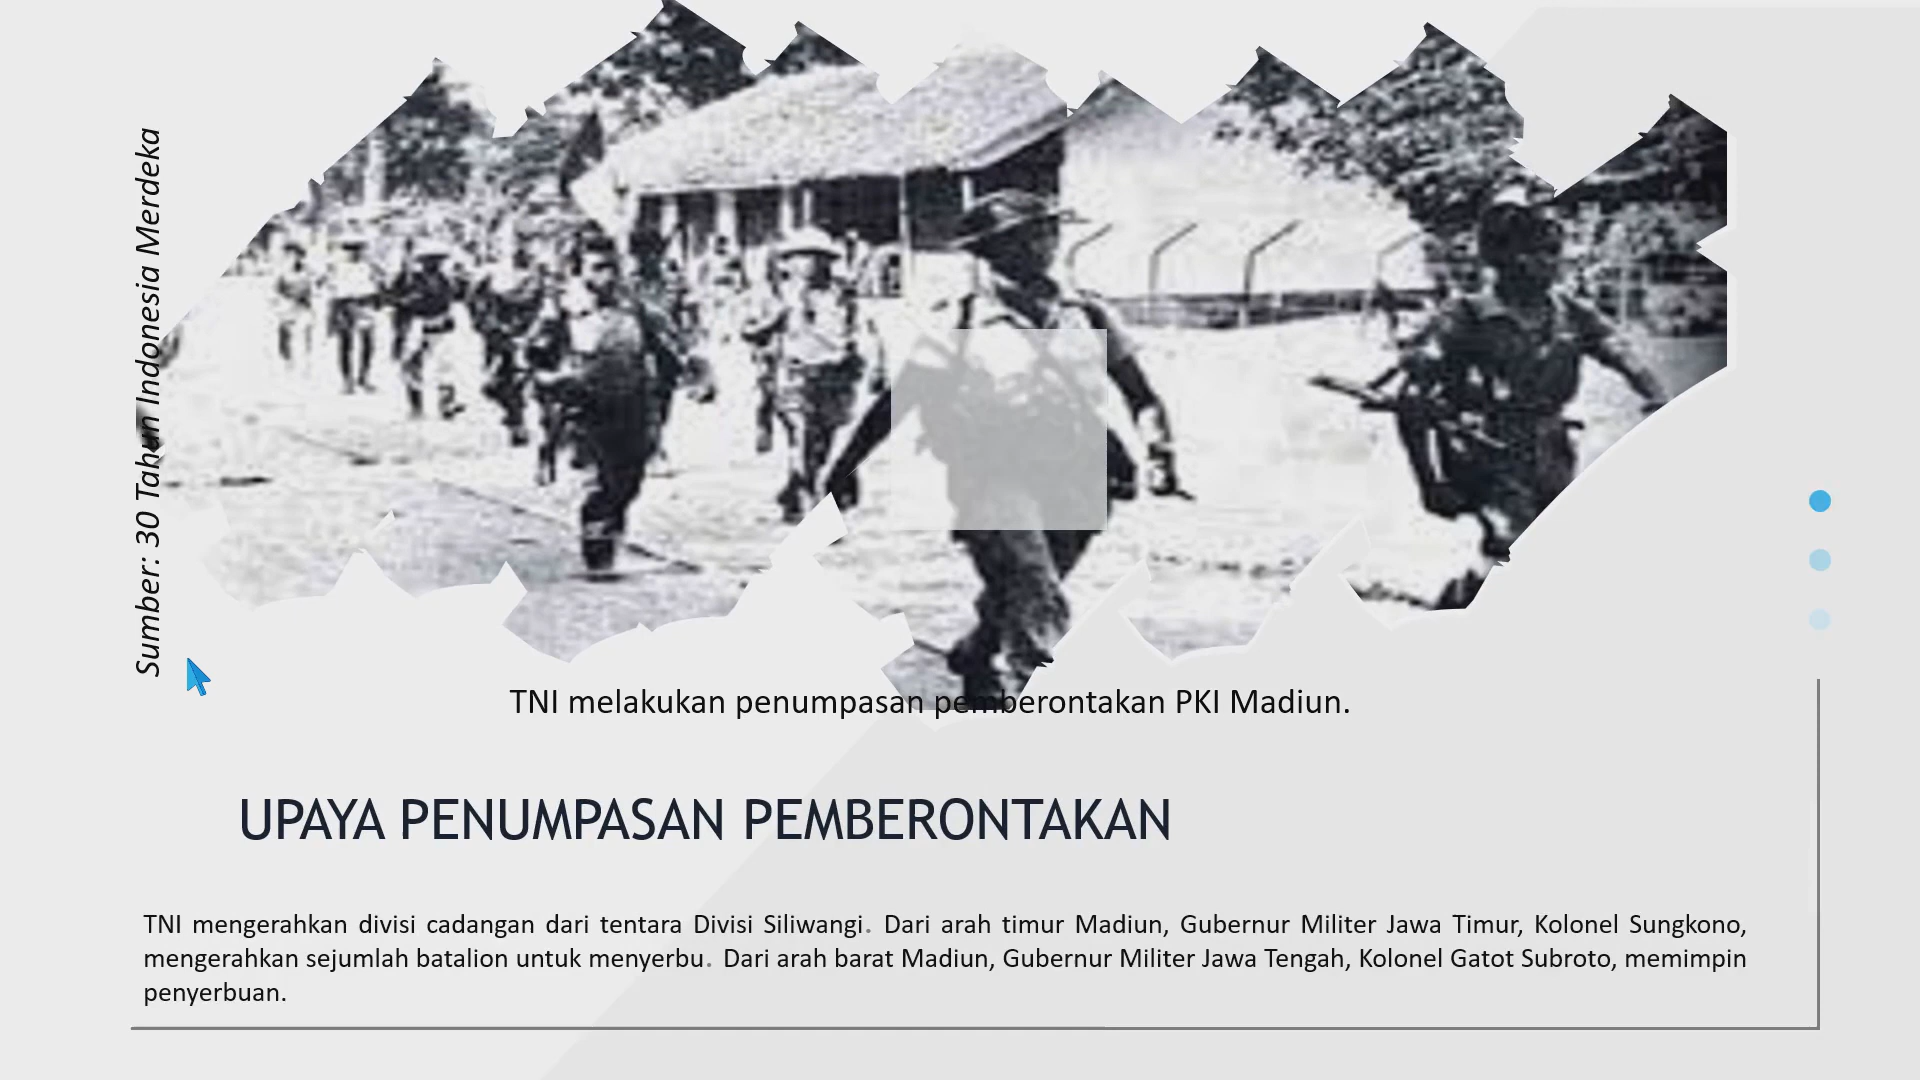 Sumber: 30 Tahun Indonesia Merdeka
TNI melakukan penumpasan pemberontakan PKI Madiun.
UPAYA PENUMPASAN PEMBERONTAKAN
TNI mengerahkan divisi cadangan dari tentara Divisi Siliwangi. Dari arah timur Madiun, Gubernur Militer Jawa Timur, Kolonel Sungkono,
mengerahkan sejumlah batalion untuk menyerbu. Dari arah barat Madiun, Gubernur Militer Jawa Tengah, Kolonel Gatot Subroto, memimpin
penyerbuan.